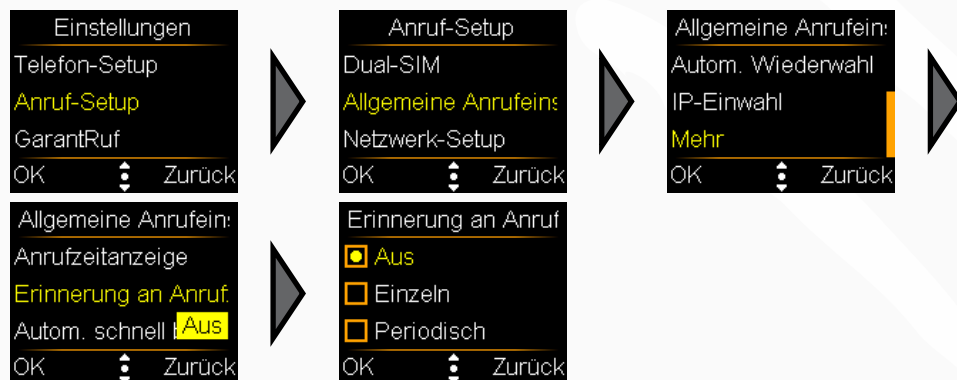 Einstellungen
Telefon-Setup
Anruf-Setup
GarantRuf
OK Zurück
Anruf-Setup
Dual-SIM
Allgemeine Anrufeins
Netzwerk-Setup
OK Zurück
Allgemeine Anrufein
Autom. Wiederwahl
IP-Einwahl
Mehr
OK Zurück
Allgemeine Anrufein
Anrufzeitanzeige
Erinnerung an Anruf.
Autom. schnell Aus
OK Zurück
Erinnerung an Anruf
Aus
Einzeln
Periodisch
OK Zurück